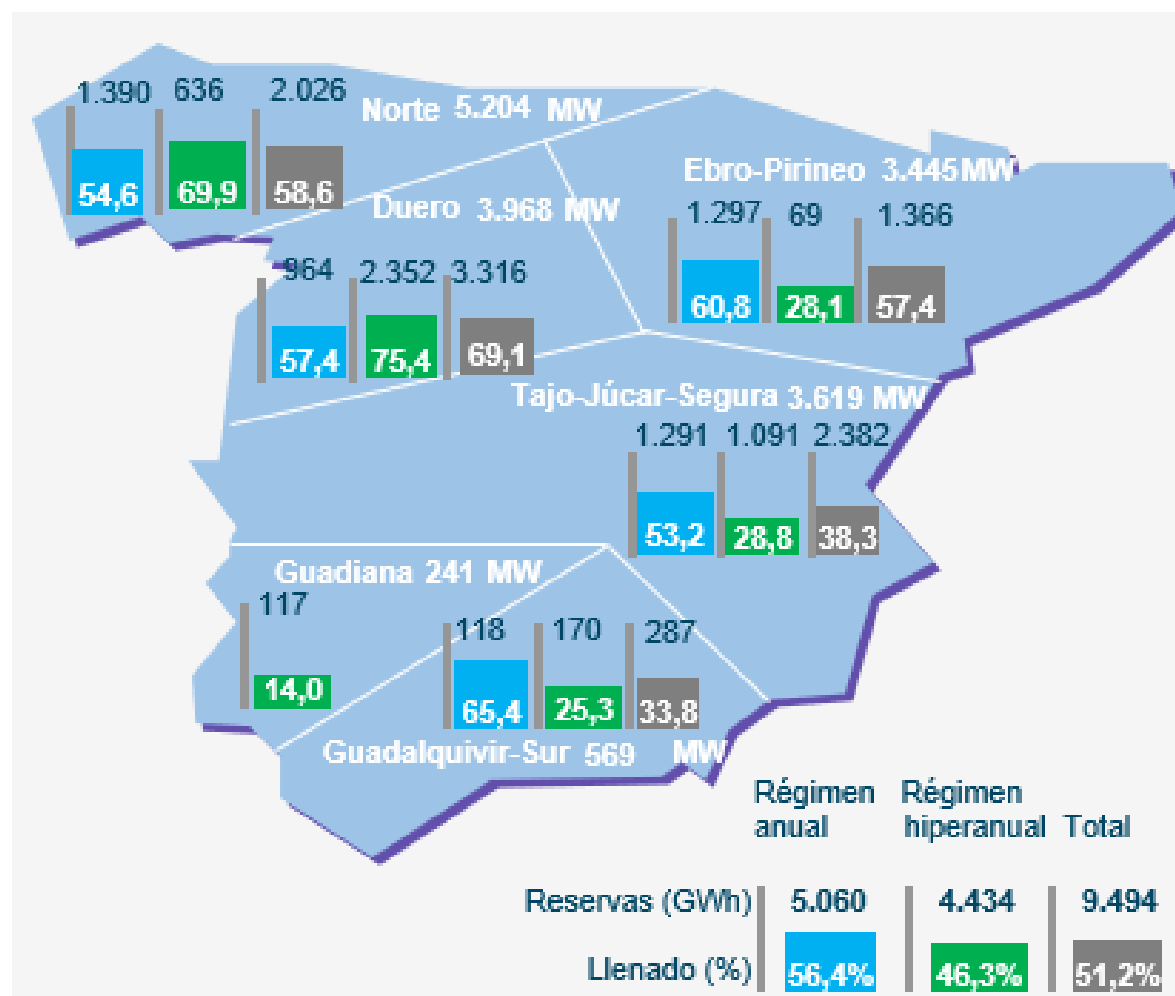 1.390 636 2.026
Norte 5.204 MW
54,6 69,9 58,6
Ebro-Pirineo 3.445 MW
Duero 3.968 MW
1.297 69 1.366
60,8 28,1 57,4
964 2.352 3.316
57,4 75,4 69,1
Tajo-Júcar-Segura 3.619 MW
1.291 1.091 2.382
53,2 28,8 38,3
Guadiana 241 MW
117
14,0
118 170 287
65,4 25,3 33,8
Guadalquivir-Sur 569 MW
Régimen Régimen
anual hiperanual Total
Reservas (GWh) 5.060 4.434 9.494
Llenado (%) 56,4% 46,3% 51,2%